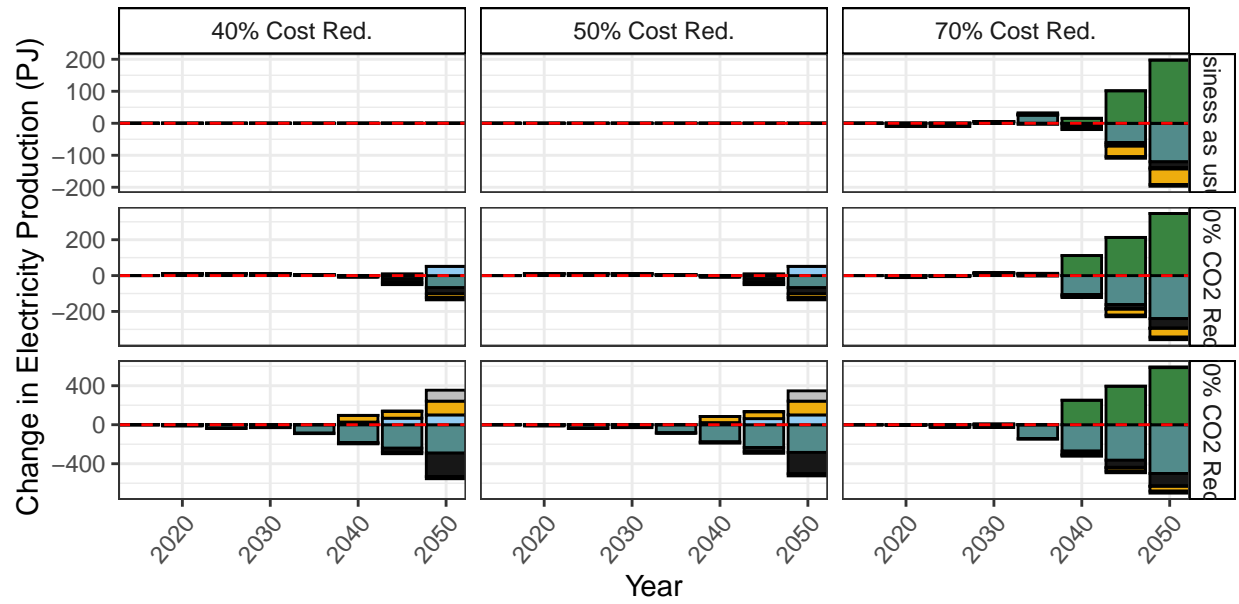 40% Cost Red. 50% Cost Red. 70% Cost Red.
Change in Electricity Production (PJ)
200
100
0
−100
−200
siness as us
200
0
−200
0% CO2 Red
400
0
−400
0% CO2 Red
2020 2030 2040 2050 2020 2030 2040 2050 2020 2030 2040 2050
Year